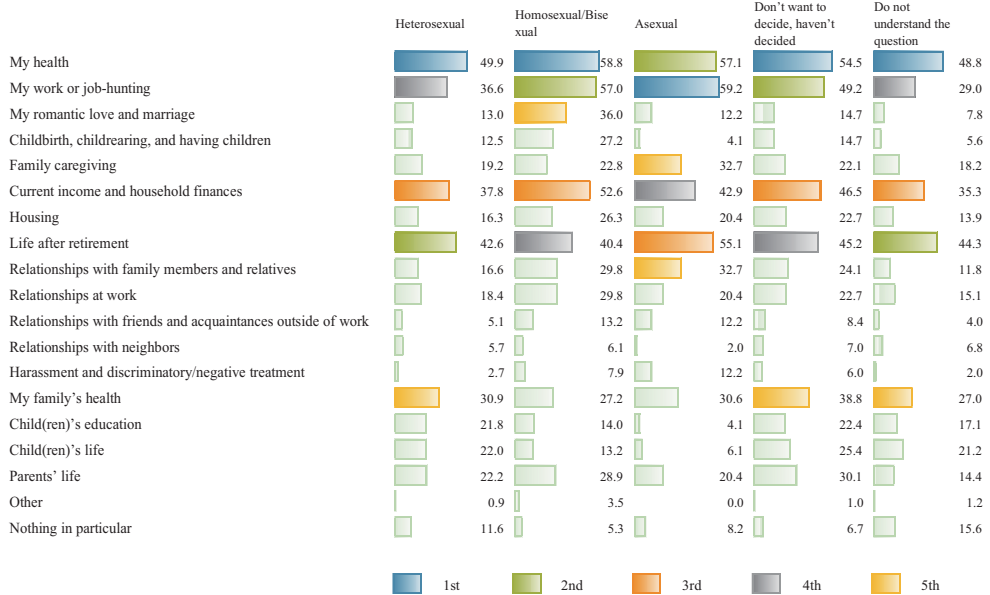 Heterosexual
Homosexual/Bise
xual
Asexual
Don't want to
decide, haven't
decided
Do not
understand the
question
My health 49.9 58.8 57.1 54.5 48.8
My work or job-hunting 36.6 57.0 59.2 49.2 29.0
My romantic love and marriage 13.0 36.0 12.2 14.7 7.8
Childbirth, childrearing, and having children 12.5 27.2 4.1 14.7 5.6
Family caregiving 19.2 22.8 32.7 22.1 18.2
Current income and household finances 37.8 52.6 42.9 46.5 35.3
Housing 16.3 26.3 20.4 22.7 13.9
Life after retirement 42.6 40.4 55.1 45.2 44.3
Relationships with family members and relatives 16.6 29.8 32.7 24.1 11.8
Relationships at work 18.4 29.8 20.4 22.7 15.1
Relationships with friends and acquaintances outside of work 5.1 13.2 12.2 8.4 4.0
Relationships with neighbors 5.7 6.1 2.0 7.0 6.8
Harassment and discriminatory/negative treatment 2.7 7.9 12.2 6.0 2.0
My family's health 30.9 27.2 30.6 38.8 27.0
Child(ren)'s education 21.8 14.0 4.1 22.4 17.1
Child(ren)'s life 22.0 13.2 6.1 25.4 21.2
Parents' life 22.2 28.9 20.4 30.1 14.4
Other 0.9 3.5 0.0 1.0 1.2
Nothing in particular 11.6 5.3 8.2 6.7 15.6
1st 2nd 3rd 4th 5th